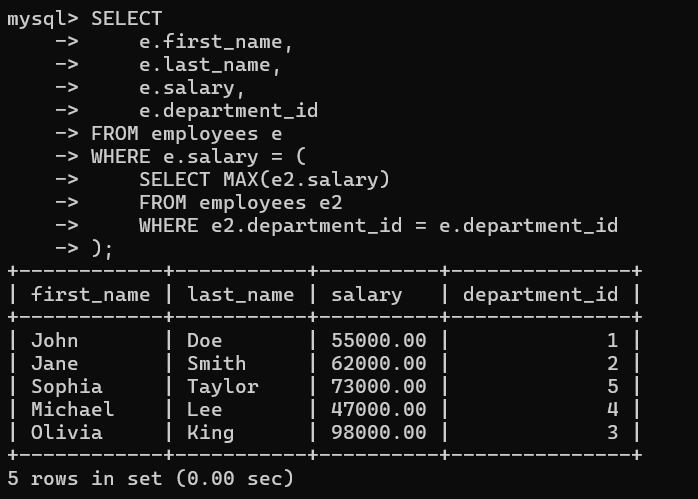 mysql> SELECT
    ->     e.first_name,
    ->     e.last_name,
    ->     e.salary,
    ->     e.department_id
    -> FROM employees e
    -> WHERE e.salary = (
    ->     SELECT MAX(e2.salary)
    ->     FROM employees e2
    ->     WHERE e2.department_id = e.department_id
    -> );
+------------+-----------+----------+---------------+
| first_name | last_name | salary   | department_id |
+------------+-----------+----------+---------------+
| John       | Doe       | 55000.00 |             1 |
| Jane       | Smith     | 62000.00 |             2 |
| Sophia     | Taylor    | 73000.00 |             5 |
| Michael    | Lee       | 47000.00 |             4 |
| Olivia     | King      | 98000.00 |             3 |
+------------+-----------+----------+---------------+
5 rows in set (0.00 sec)